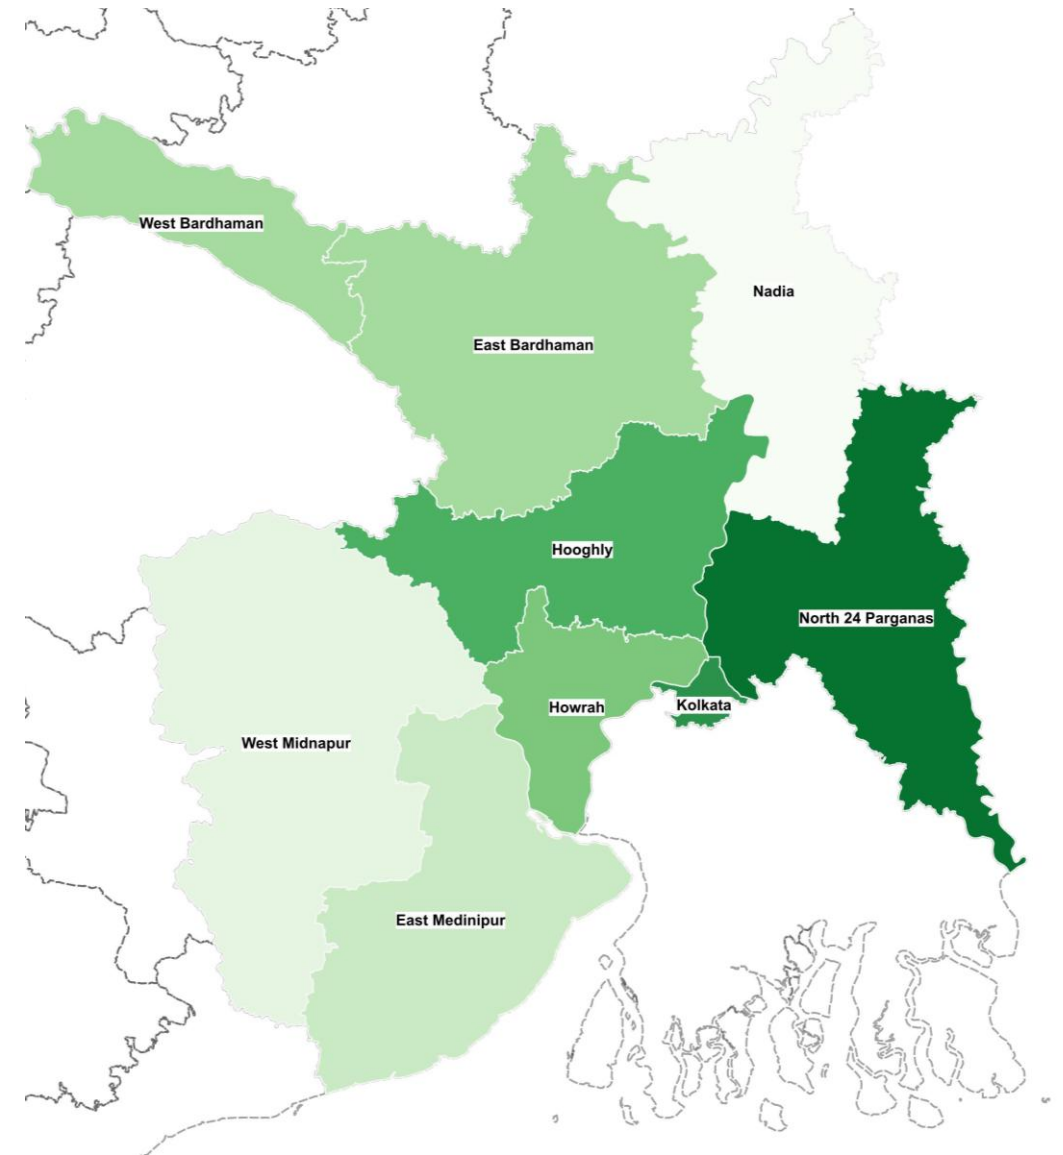 West Bardhaman
Nadia
East Bardhaman
Hooghly
North 24 Parganas
Kolkata
Howrah
West Midnapur
East Medinipur